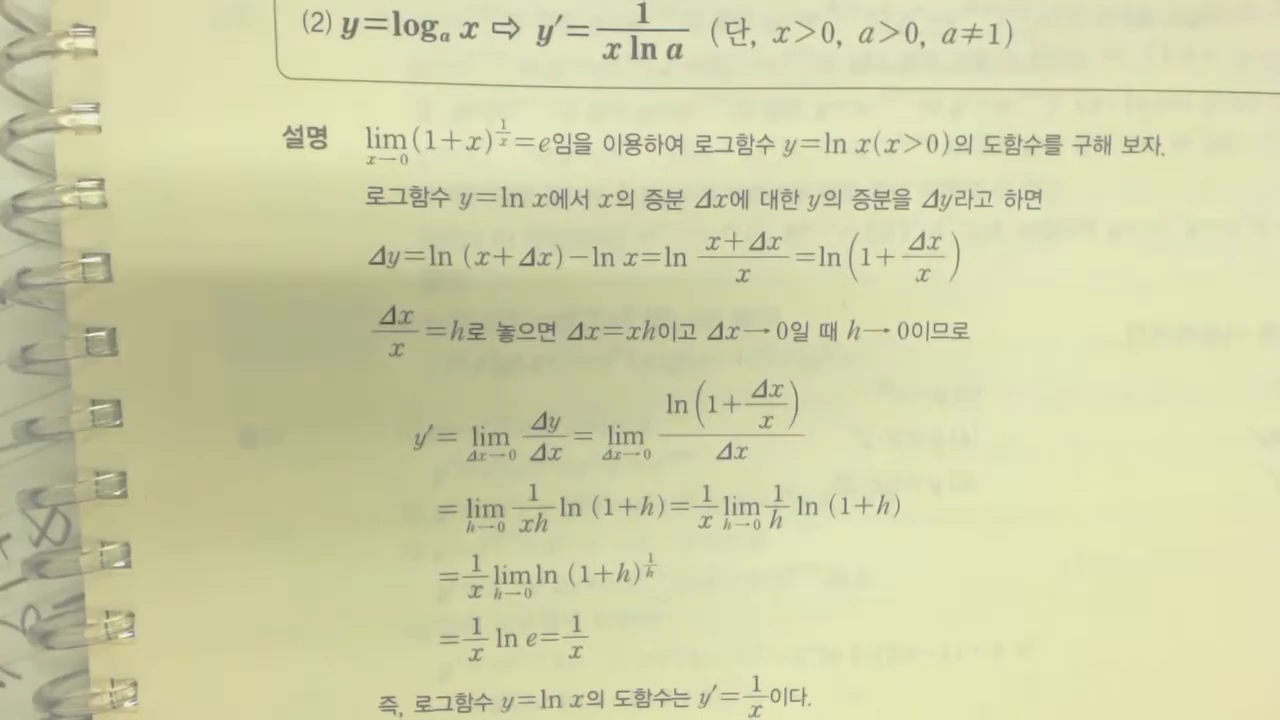 (2) y=logₐ x ⇨ y′=1/(x ln a) (단, x>0, a>0, a≠1)
설명 lim_{x→0}(1+x)^{1/x}=e임을 이용하여 로그함수 y=ln x(x>0)의 도함수를 구해 보자.
로그함수 y=ln x에서 x의 증분 Δx에 대한 y의 증분을 Δy라고 하면
Δy=ln (x+Δx)-ln x=ln (x+Δx)/x=ln(1+Δx/x)
Δx/x=h로 놓으면 Δx=xh이고 Δx→0일 때 h→0이므로
y′=lim_{Δx→0} Δy/Δx=lim_{Δx→0} ln(1+Δx/x)/Δx
=lim_{h→0} 1/(xh) ln (1+h)=1/x lim_{h→0} 1/h ln (1+h)
=1/x lim_{h→0} ln (1+h)^{1/h}
=1/x ln e=1/x
즉, 로그함수 y=ln x의 도함수는 y′=1/x이다.